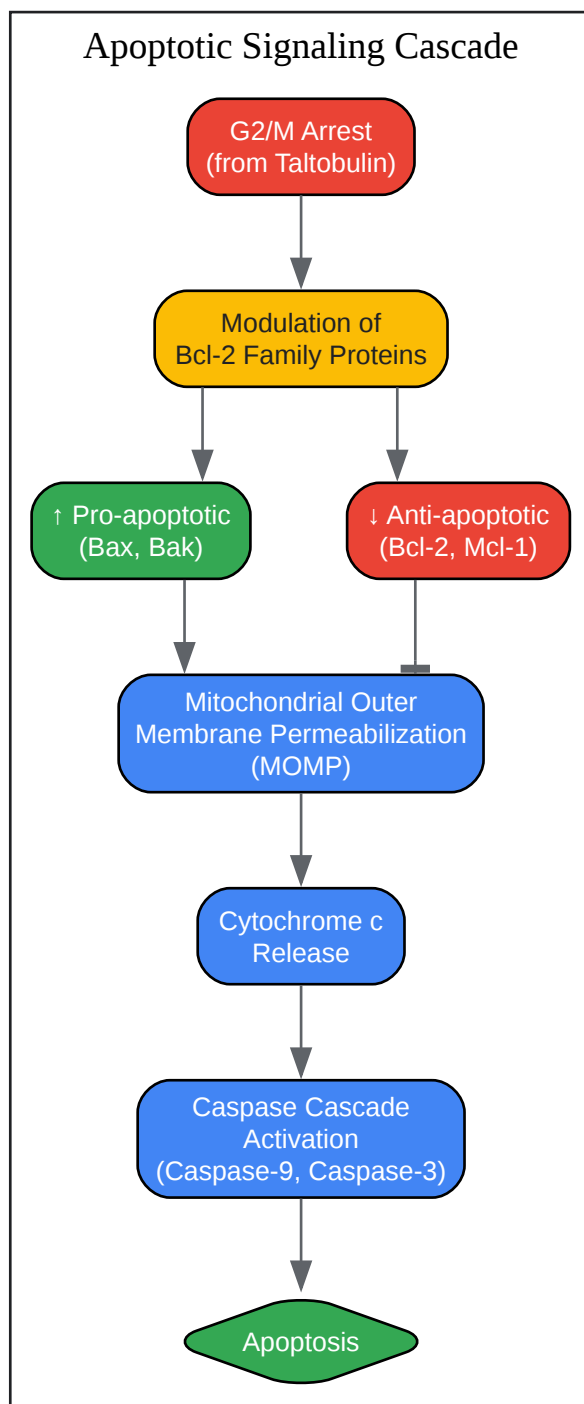 Apoptotic Signaling Cascade
G2/M Arrest
(from Taltobulin)
Modulation of
Bcl-2 Family Proteins
↑ Pro-apoptotic
(Bax, Bak)
↓ Anti-apoptotic
(Bcl-2, Mcl-1)
Mitochondrial Outer
Membrane Permeabilization
(MOMP)
Cytochrome c
Release
Caspase Cascade
Activation
(Caspase-9, Caspase-3)
Apoptosis